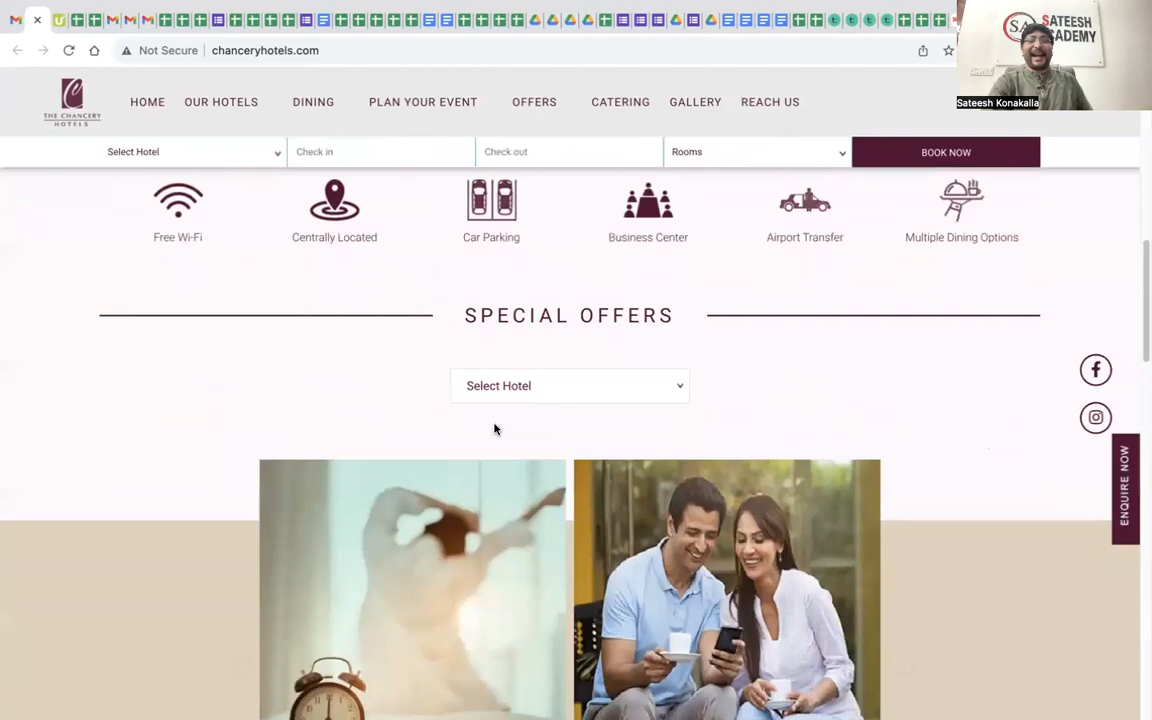 Not Secure
chanceryhotels.com
SA
SATEESH
ACADEMY
Sateesh Konakalla
THE CHANCERY
HOTELS
HOME OUR HOTELS DINING PLAN YOUR EVENT OFFERS CATERING GALLERY REACH US
Select Hotel Check in Check out Rooms BOOK NOW
Free Wi-Fi Centrally Located Car Parking Business Center Airport Transfer Multiple Dining Options
SPECIAL OFFERS
Select Hotel
ENQUIRE NOW